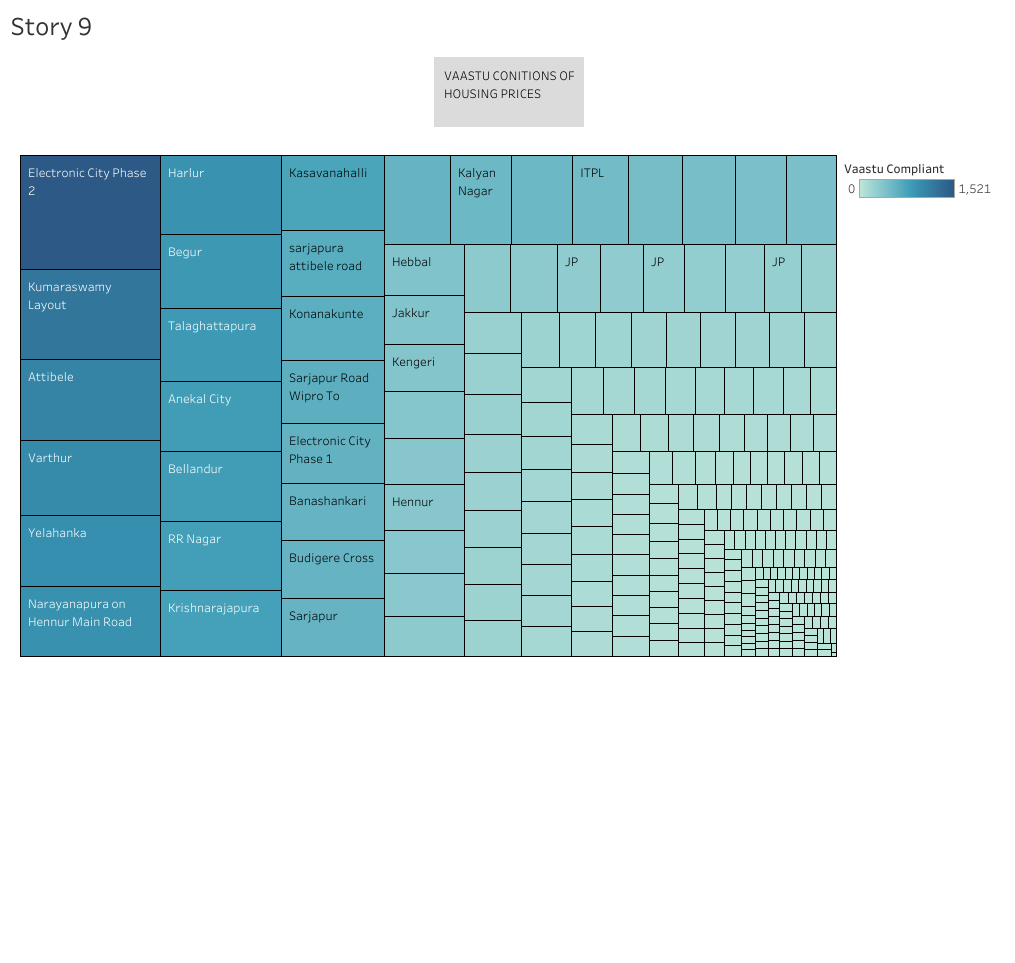 Story 9
VAASTU CONITIONS OF
HOUSING PRICES
Electronic City Phase
2
Kumaraswamy
Layout
Attibele
Varthur
Yelahanka
Narayanapura on
Hennur Main Road
Harlur
Begur
Talaghattapura
Anekal City
Bellandur
RR Nagar
Krishnarajapura
Kasavanahalli
sarjapura
attibele road
Konanakunte
Sarjapur Road
Wipro To
Electronic City
Phase 1
Banashankari
Budigere Cross
Sarjapur
Hebbal
Jakkur
Kengeri
Hennur
Kalyan
Nagar
ITPL
JP
JP
JP
Vaastu Compliant
0 1,521